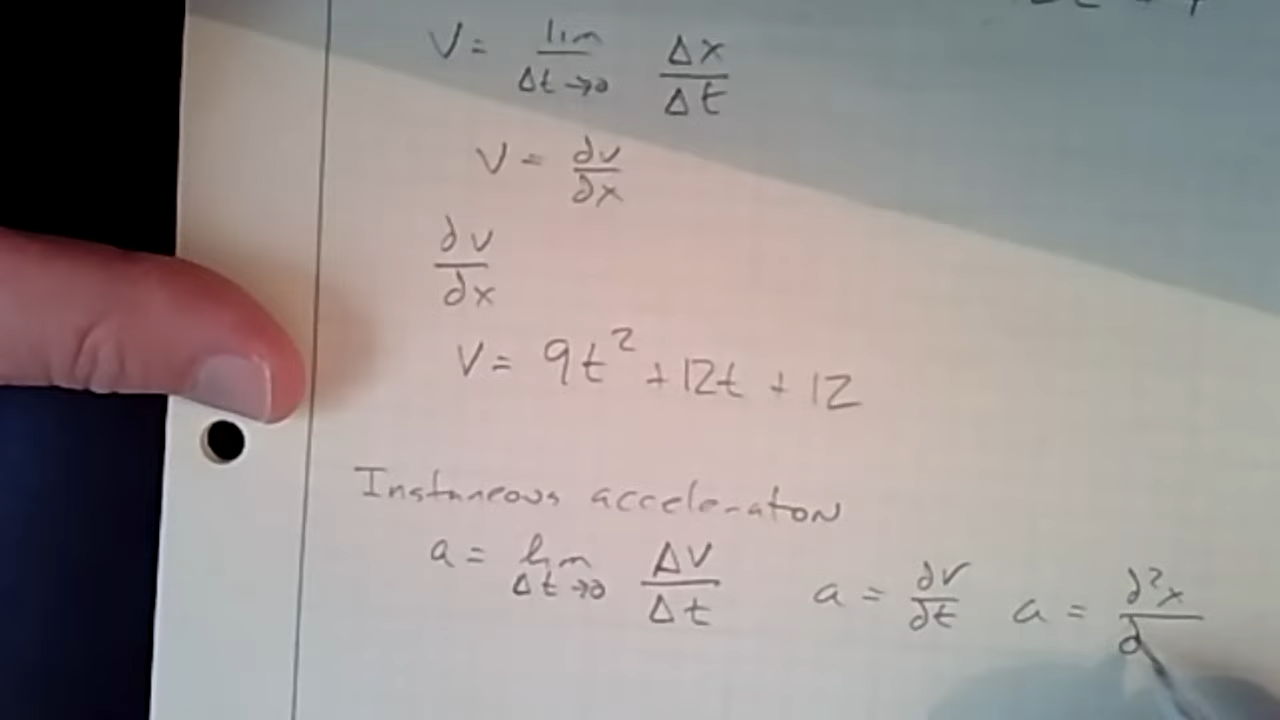 V = lim Δt→0 Δx/Δt
V = ∂v/∂x
∂v/∂x
V = 9t² + 12t + 12
Instaneous acceleraton
a = lim Δt→0 ΔV/Δt a = ∂V/∂t a = ∂²x/∂